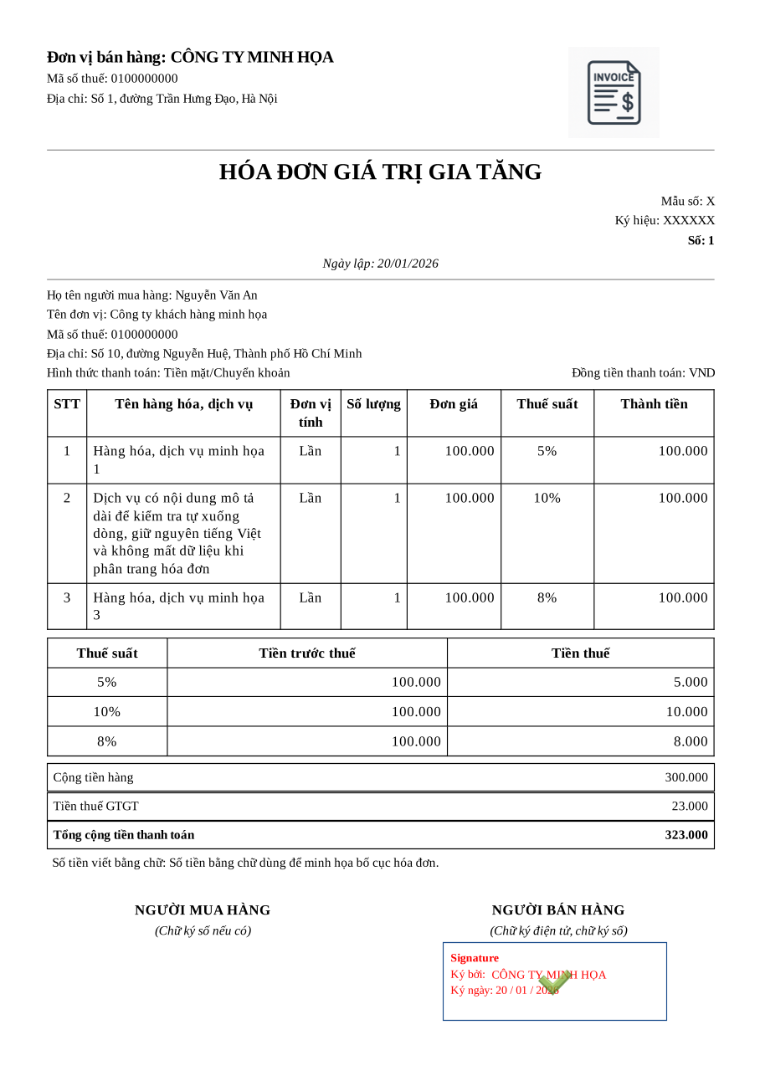 Đơn vị bán hàng: CÔNG TY MINH HỌA
Mã số thuế: 0100000000
Địa chỉ: Số 1, đường Trần Hưng Đạo, Hà Nội
INVOICE
$
HÓA ĐƠN GIÁ TRỊ GIA TĂNG
Mẫu số: X
Ký hiệu: XXXXXX
Số: 1
Ngày lập: 20/01/2026
Họ tên người mua hàng: Nguyễn Văn An
Tên đơn vị: Công ty khách hàng minh họa
Mã số thuế: 0100000000
Địa chỉ: Số 10, đường Nguyễn Huệ, Thành phố Hồ Chí Minh
Hình thức thanh toán: Tiền mặt/Chuyển khoản Đồng tiền thanh toán: VND
STT Tên hàng hóa, dịch vụ Đơn vị Số lượng Đơn giá Thuế suất Thành tiền
tính
1 Hàng hóa, dịch vụ minh họa Lần 1 100.000 5% 100.000
1
2 Dịch vụ có nội dung mô tả Lần 1 100.000 10% 100.000
dài để kiểm tra tự xuống
dòng, giữ nguyên tiếng Việt
và không mất dữ liệu khi
phân trang hóa đơn
3 Hàng hóa, dịch vụ minh họa Lần 1 100.000 8% 100.000
3
Thuế suất Tiền trước thuế Tiền thuế
5% 100.000 5.000
10% 100.000 10.000
8% 100.000 8.000
Cộng tiền hàng 300.000
Tiền thuế GTGT 23.000
Tổng cộng tiền thanh toán 323.000
Số tiền viết bằng chữ: Số tiền bằng chữ dùng để minh họa bố cục hóa đơn.
NGƯỜI MUA HÀNG NGƯỜI BÁN HÀNG
(Chữ ký số nếu có) (Chữ ký điện tử, chữ ký số)
Signature
Ký bởi: CÔNG TY MINH HỌA
Ký ngày: 20 / 01 / 2026